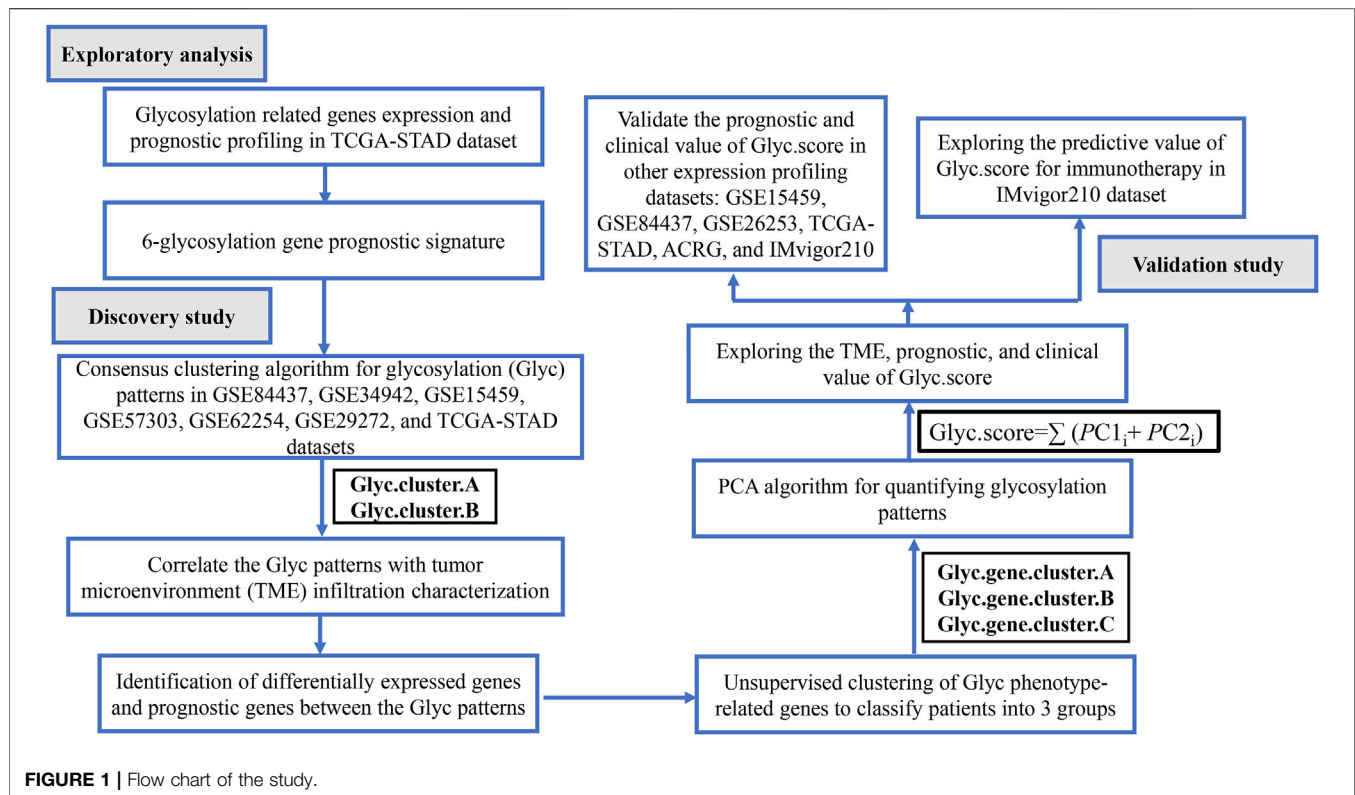 Exploratory analysis
Glycosylation related genes expression and
prognostic profiling in TCGA-STAD dataset
6-glycosylation gene prognostic signature
Discovery study
Consensus clustering algorithm for glycosylation (Glyc)
patterns in GSE84437, GSE34942, GSE15459,
GSE57303, GSE62254, GSE29272, and TCGA-STAD
datasets
Glyc.cluster.A
Glyc.cluster.B
Correlate the Glyc patterns with tumor
microenvironment (TME) infiltration characterization
Identification of differentially expressed genes
and prognostic genes between the Glyc patterns
Unsupervised clustering of Glyc phenotype-
related genes to classify patients into 3 groups
Glyc.gene.cluster.A
Glyc.gene.cluster.B
Glyc.gene.cluster.C
PCA algorithm for quantifying glycosylation
patterns
Glyc.score=∑ (PC1i+ PC2i)
Exploring the TME, prognostic, and clinical
value of Glyc.score
Validation study
Validate the prognostic and
clinical value of Glyc.score in
other expression profiling
datasets: GSE15459,
GSE84437, GSE26253, TCGA-
STAD, ACRG, and IMvigor210
Exploring the predictive value of
Glyc.score for immunotherapy in
IMvigor210 dataset
FIGURE 1 | Flow chart of the study.